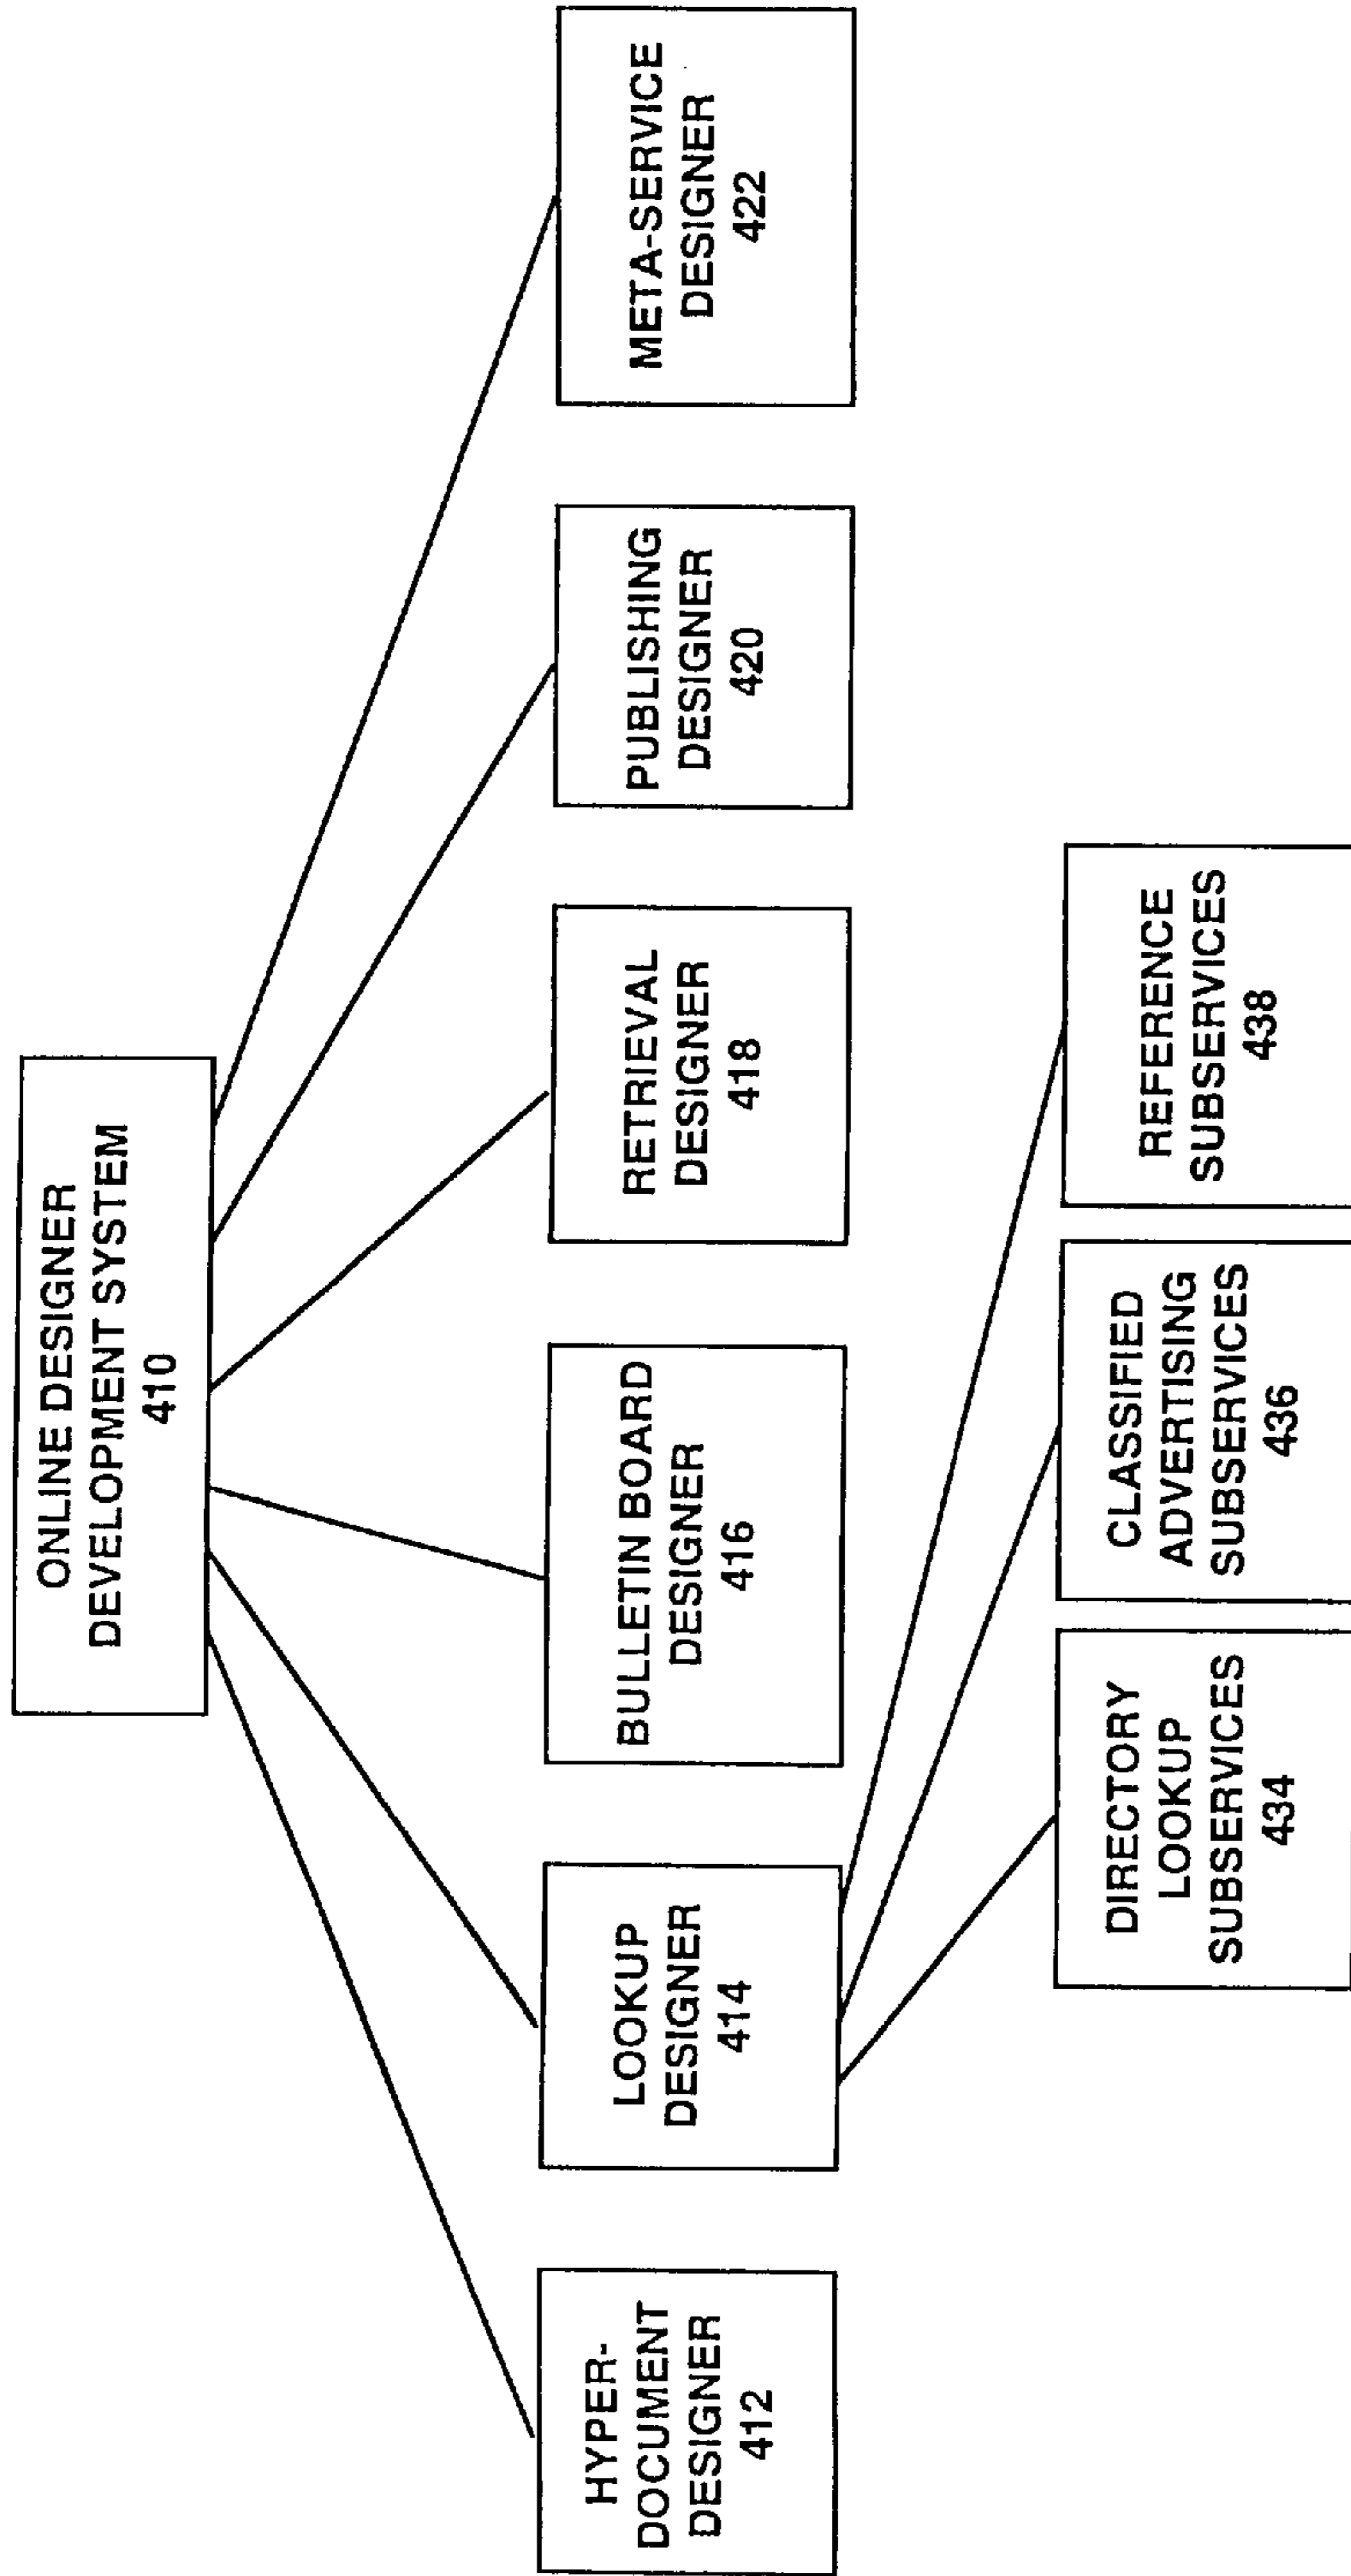 ONLINE DESIGNER
DEVELOPMENT SYSTEM
410
HYPER-
DOCUMENT
DESIGNER
412
LOOKUP
DESIGNER
414
BULLETIN BOARD
DESIGNER
416
RETRIEVAL
DESIGNER
418
PUBLISHING
DESIGNER
420
META-SERVICE
DESIGNER
422
DIRECTORY
LOOKUP
SUBSERVICES
434
CLASSIFIED
ADVERTISING
SUBSERVICES
436
REFERENCE
SUBSERVICES
438